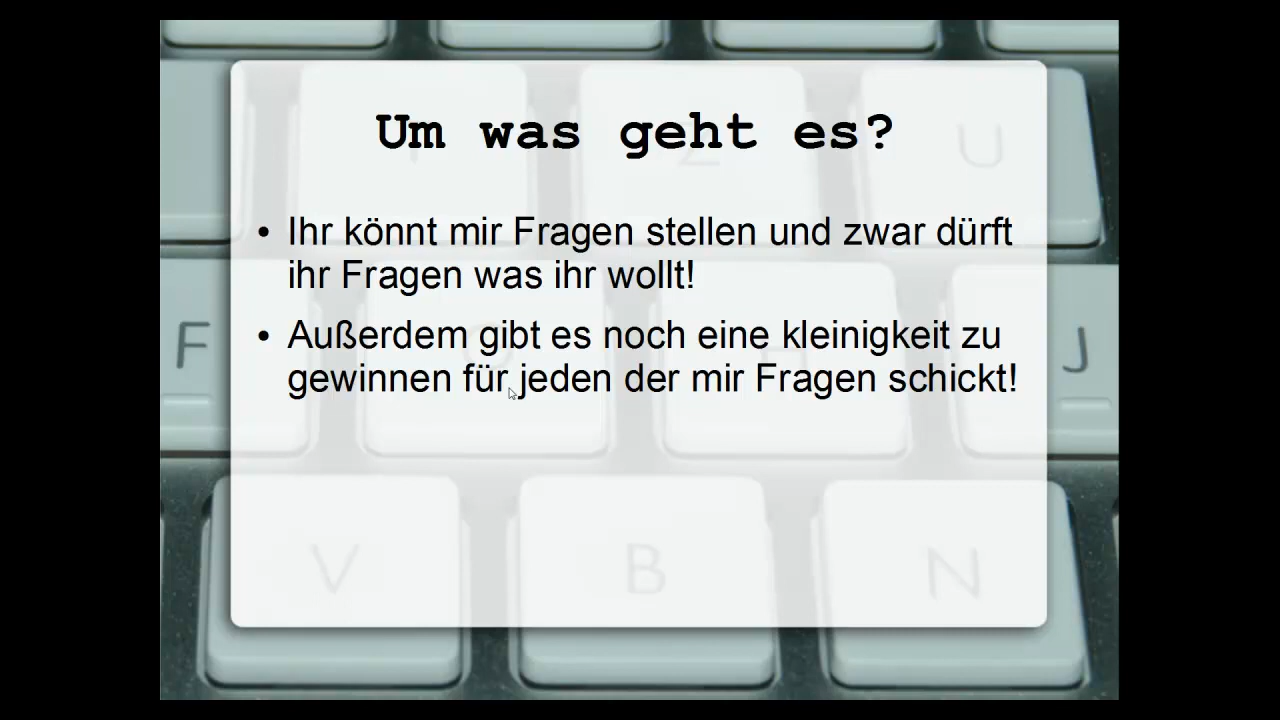 Um was geht es?
• Ihr könnt mir Fragen stellen und zwar dürft
ihr Fragen was ihr wollt!
• Außerdem gibt es noch eine kleinigkeit zu
gewinnen für jeden der mir Fragen schickt!
U
F
J
V
B
N